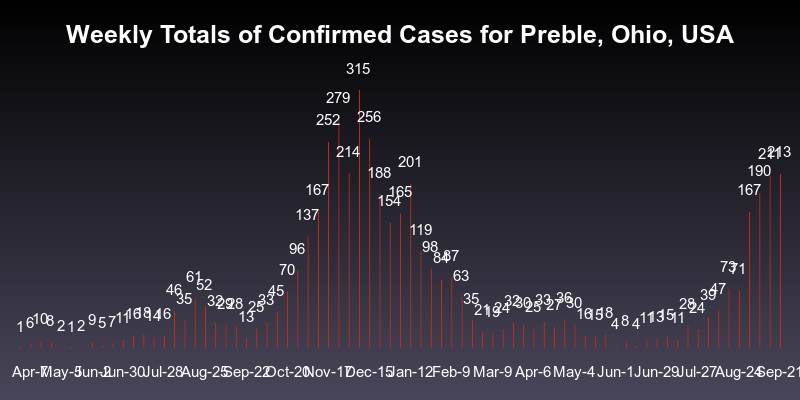 Weekly Totals of Confirmed Cases for Preble, Ohio, USA
1 6 10 8 2 1 2 9 5 7 11 16 18 14 16 46 35 61 52 32 29 28 13 25 33 45 70 96 137 167 252 279 214 315 256 188 154 165 201 119 98 84 87 63 35 21 19 24 32 30 25 33 27 36 30 16 15 18 4 8 4 11 13 15 11 28 24 39 47 73 71 167 190 211 213
Apr-7 May-5 Jun-2 Jun-30 Jul-28 Aug-25 Sep-22 Oct-20 Nov-17 Dec-15 Jan-12 Feb-9 Mar-9 Apr-6 May-4 Jun-1 Jun-29 Jul-27 Aug-24 Sep-21